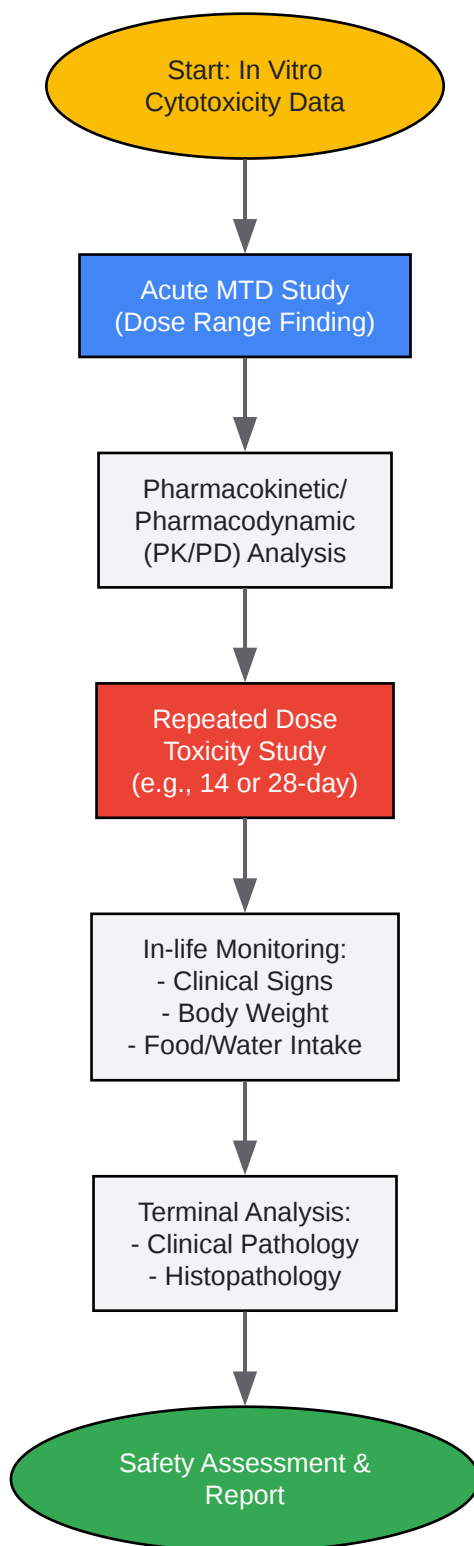 Start: In Vitro
Cytotoxicity Data
Acute MTD Study
(Dose Range Finding)
Pharmacokinetic/
Pharmacodynamic
(PK/PD) Analysis
Repeated Dose
Toxicity Study
(e.g., 14 or 28-day)
In-life Monitoring:
- Clinical Signs
- Body Weight
- Food/Water Intake
Terminal Analysis:
- Clinical Pathology
- Histopathology
Safety Assessment &
Report